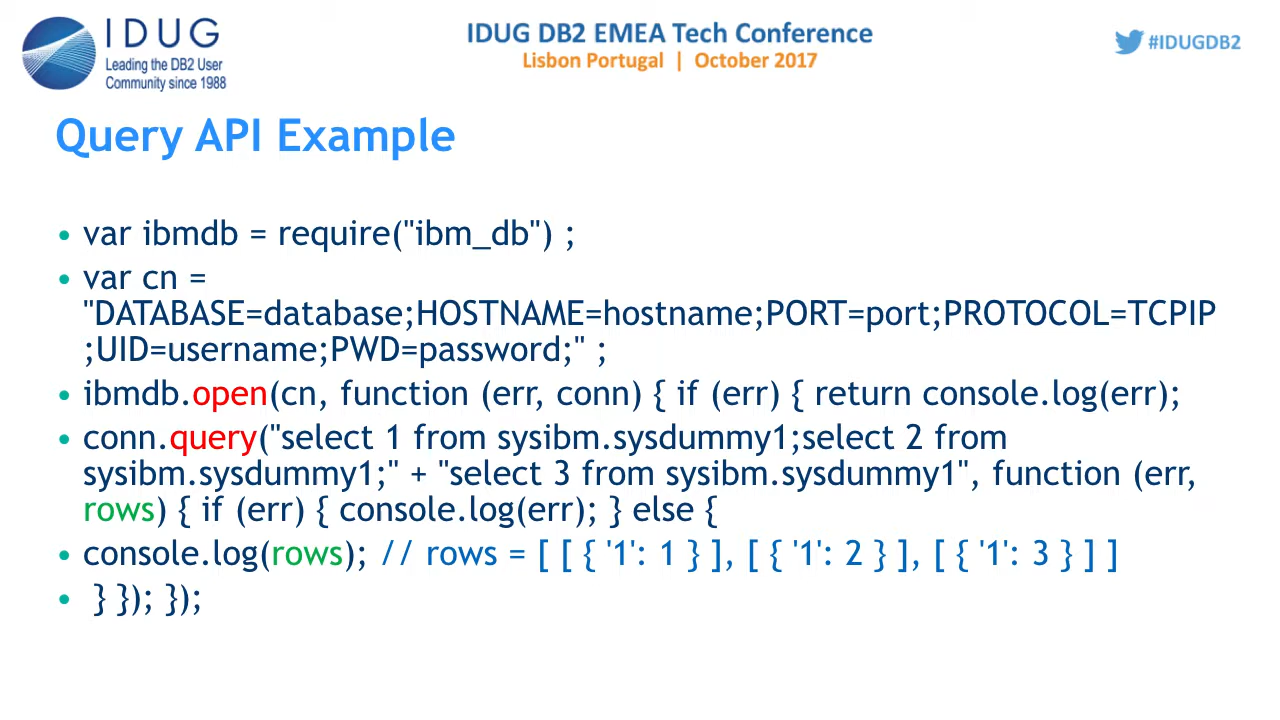 IDUG
Leading the DB2 User
Community since 1988
IDUG DB2 EMEA Tech Conference
Lisbon Portugal | October 2017
#IDUGDB2
Query API Example
• var ibmdb = require("ibm_db") ;
• var cn =
"DATABASE=database;HOSTNAME=hostname;PORT=port;PROTOCOL=TCPIP
;UID=username;PWD=password;" ;
• ibmdb.open(cn, function (err, conn) { if (err) { return console.log(err);
• conn.query("select 1 from sysibm.sysdummy1;select 2 from
sysibm.sysdummy1;" + "select 3 from sysibm.sysdummy1", function (err,
rows) { if (err) { console.log(err); } else {
• console.log(rows); // rows = [ [ { '1': 1 } ], [ { '1': 2 } ], [ { '1': 3 } ] ]
• } }); });